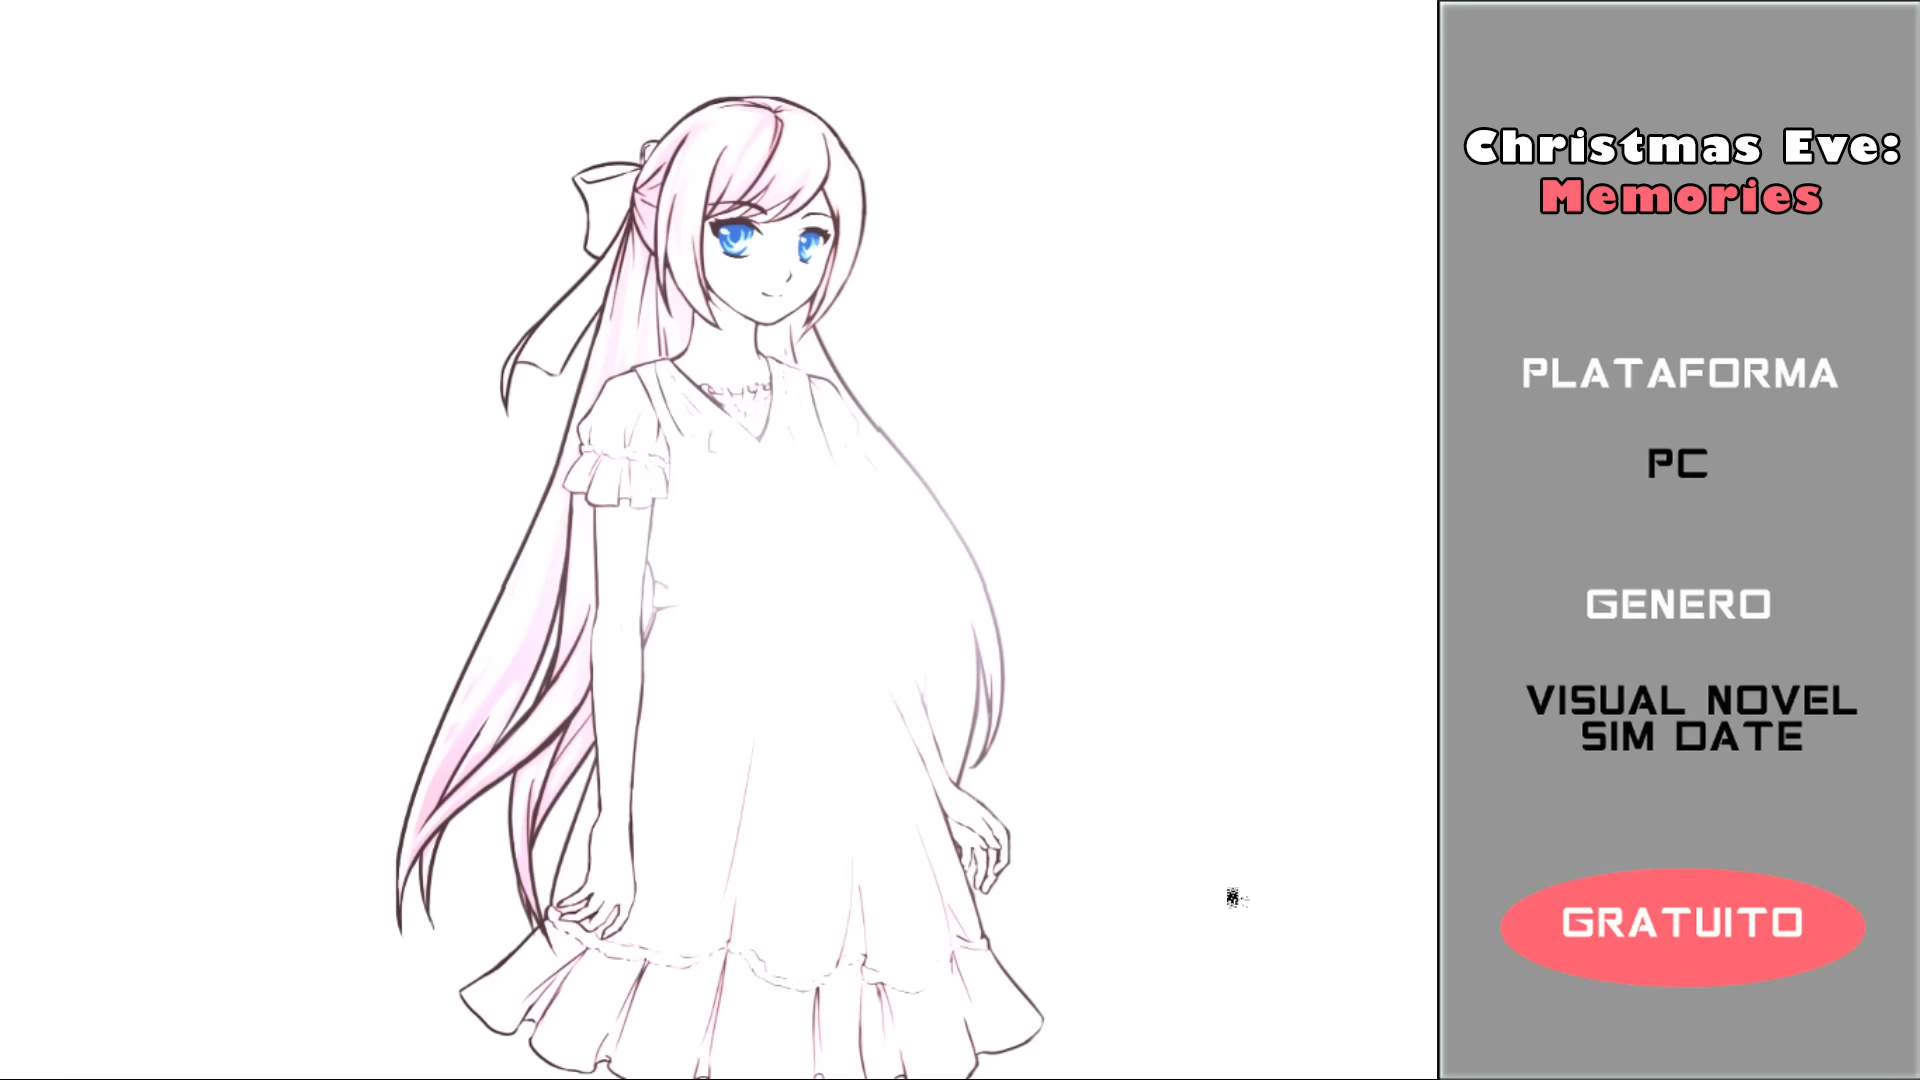 Christmas Eve:
Memories
PLATAFORMA
PC
GENERO
VISUAL NOVEL
SIM DATE
GRATUITO